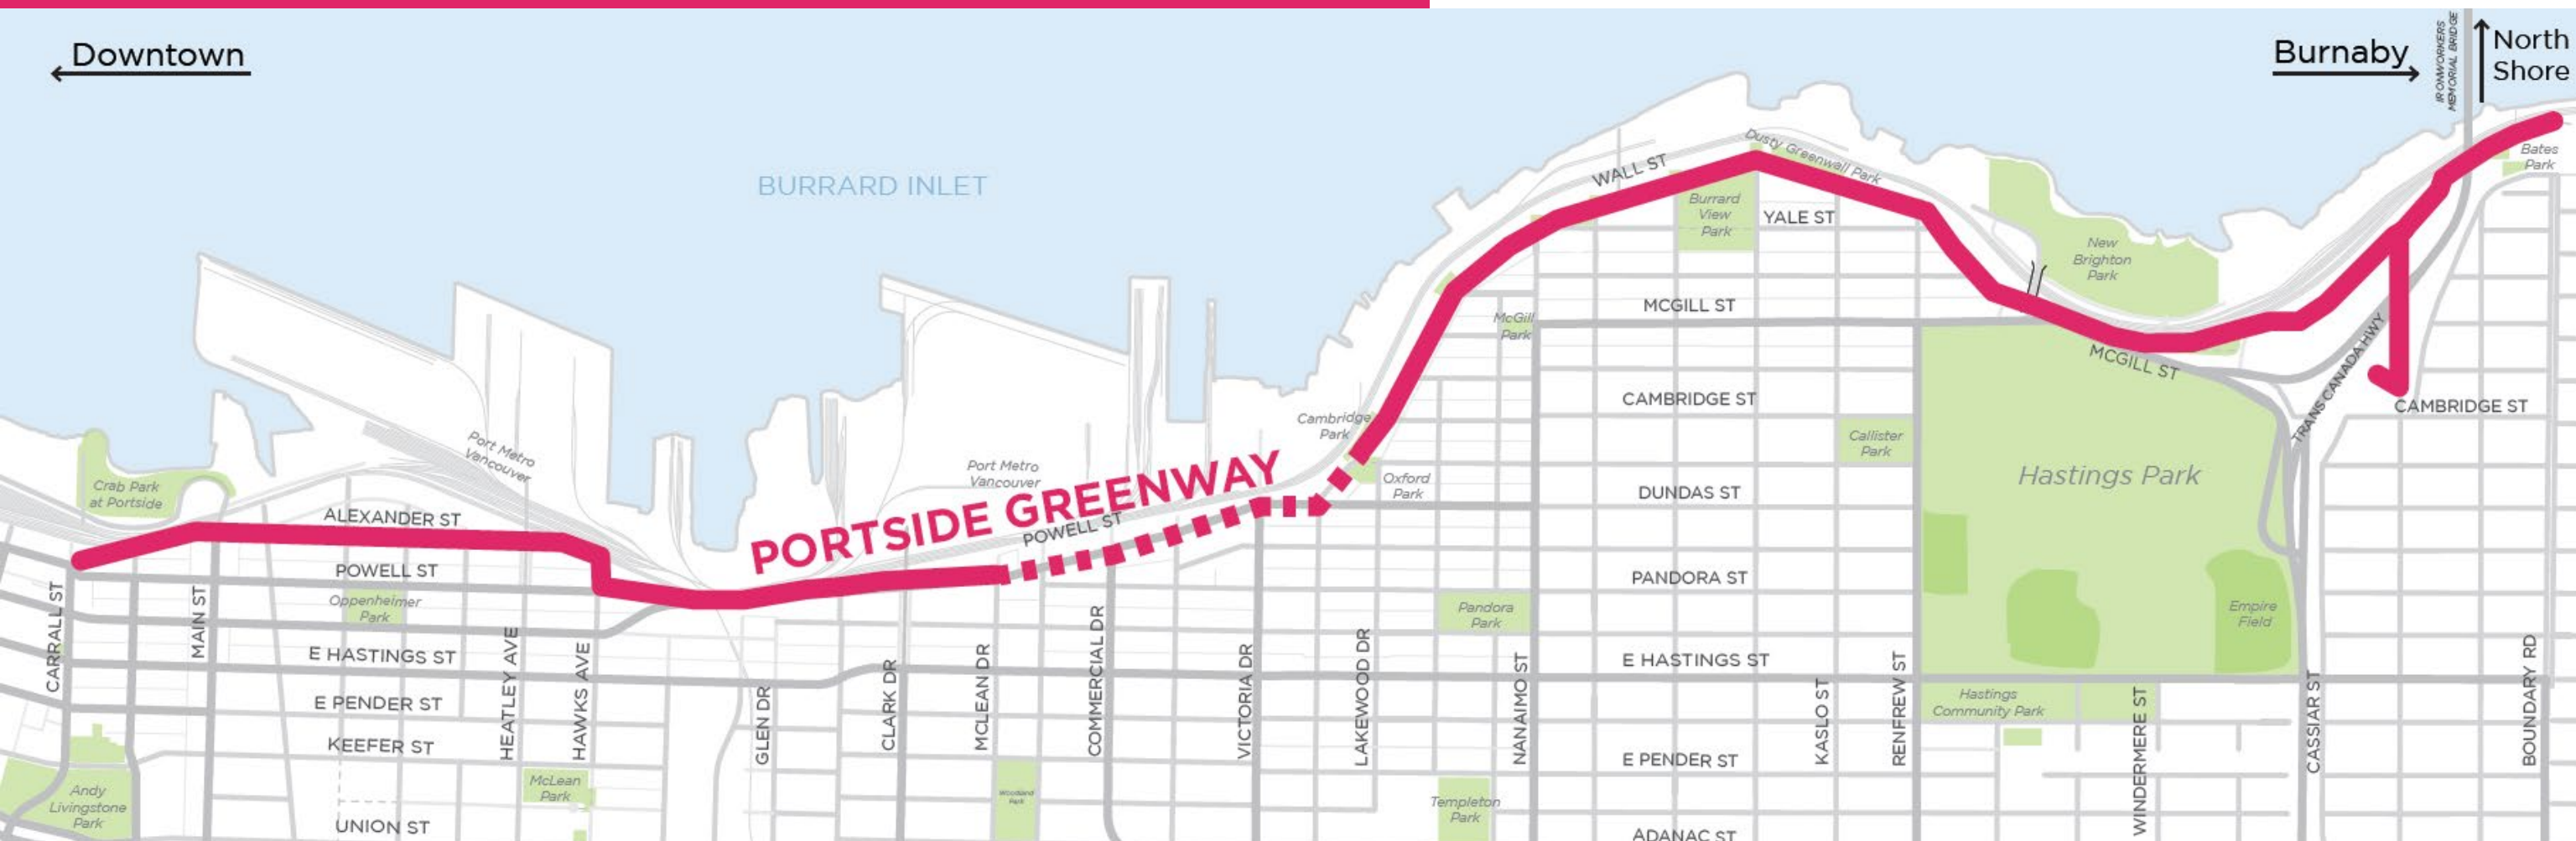 Downtown
Burnaby
IRONWORKERS
MEMORIAL BRIDGE
North
Shore
BURRARD INLET
WALL ST
Dusty Greenwall Park
Bates
Park
Burrard
View
Park
YALE ST
New
Brighton
Park
MCGILL ST
McGill
Park
MCGILL ST
TRANS CANADA HWY
CAMBRIDGE ST
CAMBRIDGE ST
Cambridge
Park
Callister
Park
Port Metro
Vancouver
Port Metro
Vancouver
PORTSIDE GREENWAY
POWELL ST
Oxford
Park
Hastings Park
Crab Park
at Portside
DUNDAS ST
ALEXANDER ST
POWELL ST
PANDORA ST
Oppenheimer
Park
Pandora
Park
Empire
Field
CARRALL ST
MAIN ST
E HASTINGS ST
HEATLEY AVE
HAWKS AVE
GLEN DR
CLARK DR
MCLEAN DR
COMMERCIAL DR
VICTORIA DR
LAKEWOOD DR
NANAIMO ST
E HASTINGS ST
KASLO ST
RENFREW ST
Hastings
Community Park
WINDERMERE ST
CASSIAR ST
BOUNDARY RD
E PENDER ST
KEEFER ST
E PENDER ST
McLean
Park
Woodland
Park
Andy
Livingstone
Park
Templeton
Park
UNION ST
ADANAC ST